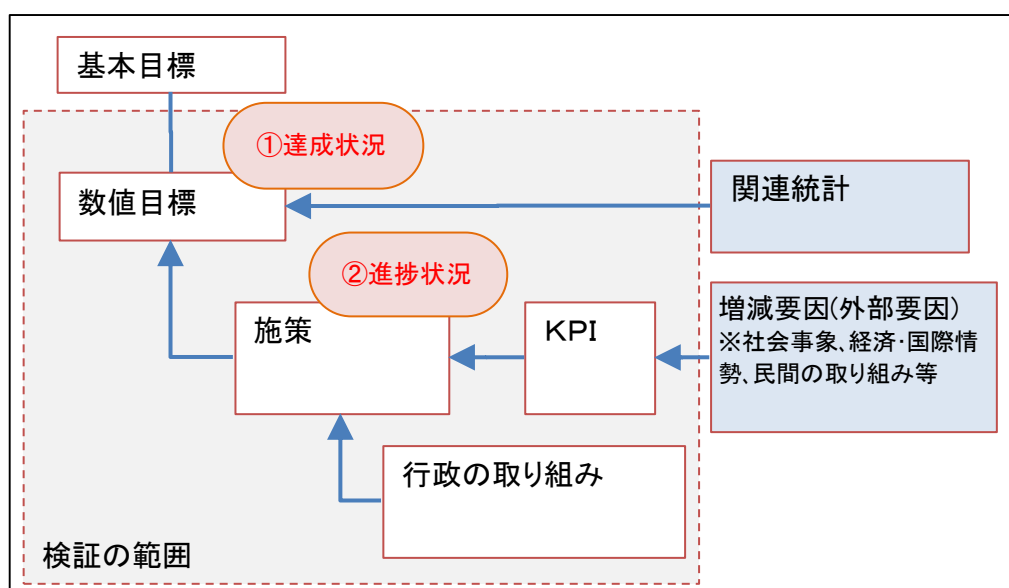 基本目標
①達成状況
数値目標
関連統計
②進捗状況
施策
KPI
増減要因(外部要因)
※社会事象、経済・国際情
勢、民間の取り組み等
行政の取り組み
検証の範囲